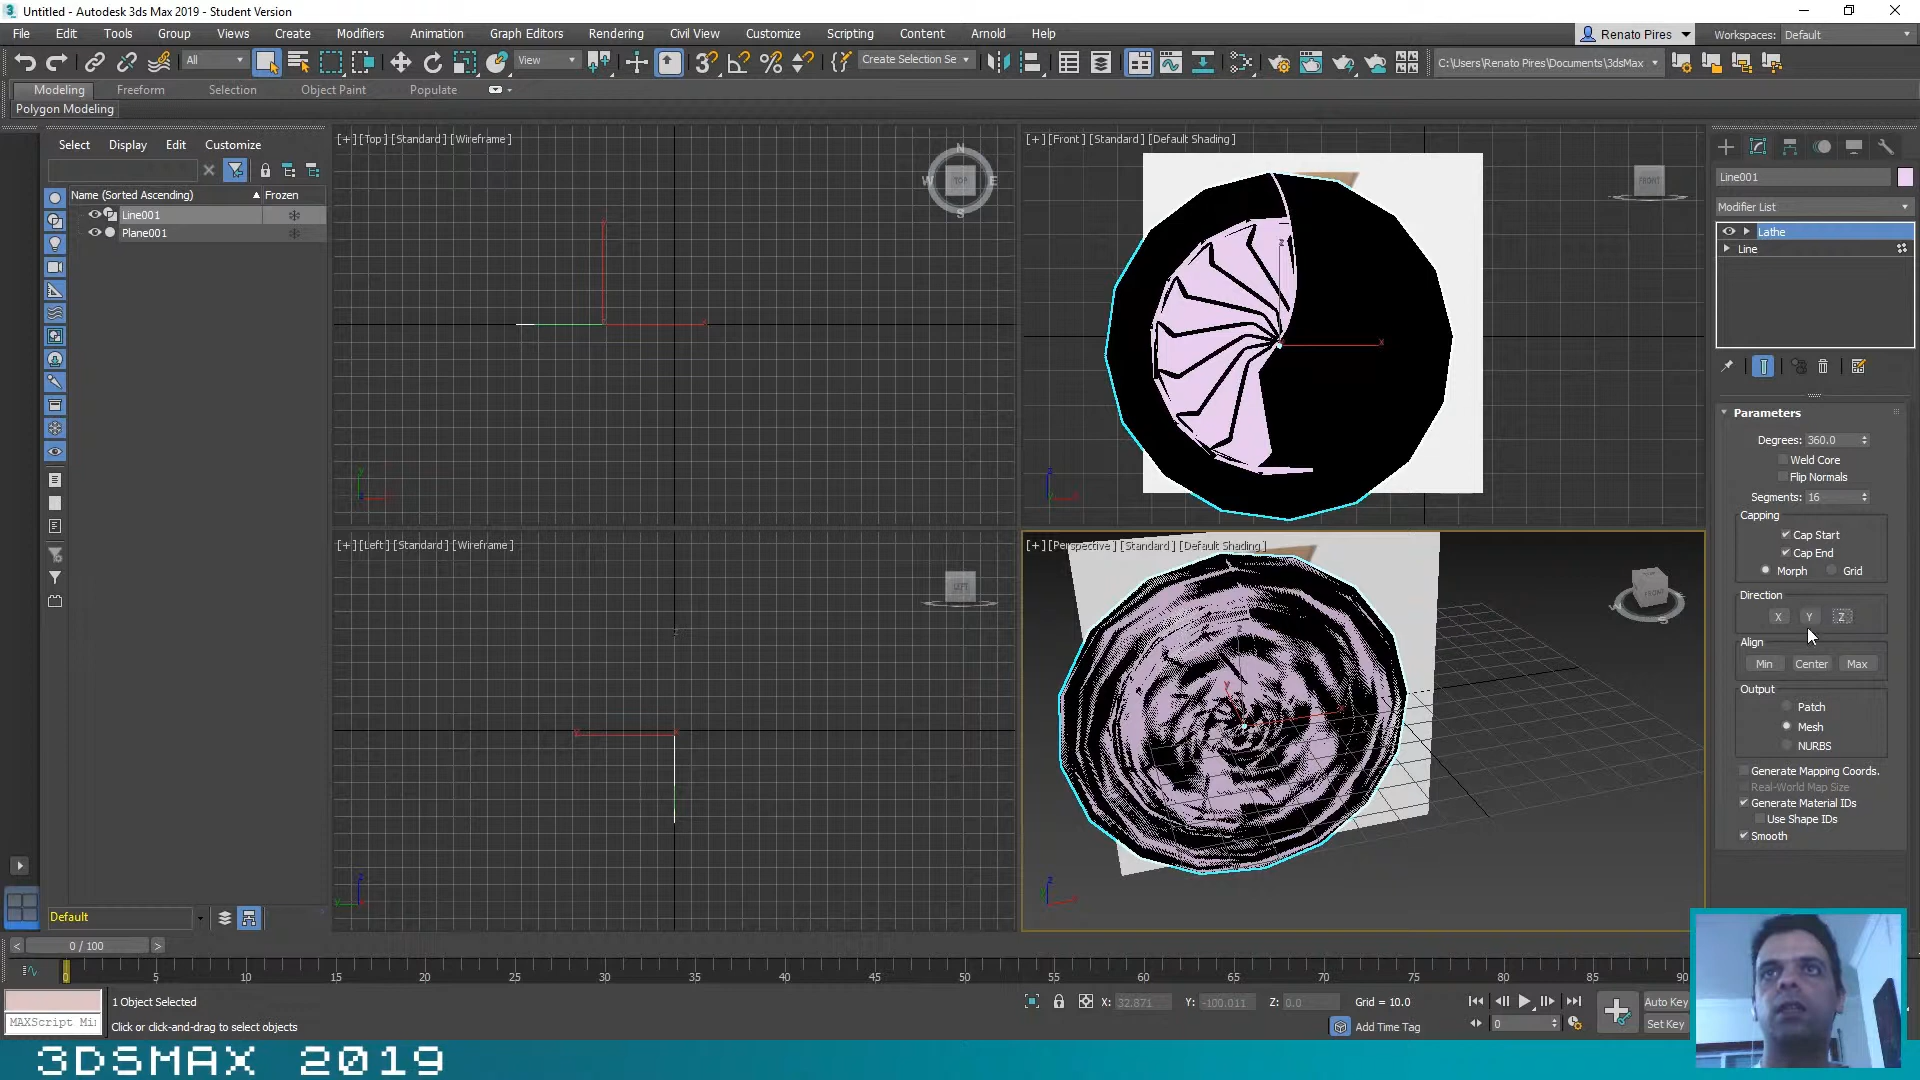 Untitled - Autodesk 3ds Max 2019 - Student Version
File Edit Tools Group Views Create Modifiers Animation Graph Editors Rendering Civil View Customize Scripting Content Arnold Help
Renato Pires
Workspaces: Default
All
View
Create Selection Se
C:\Users\Renato Pires\Documents\3dsMax
Modeling Freeform Selection Object Paint Populate
Polygon Modeling
Select Display Edit Customize
Name (Sorted Ascending) Frozen
Line001
Plane001
[+] [Top] [Standard] [Wireframe]
N
W TOP E
S
[+] [Front] [Standard] [Default Shading]
FRONT
[+] [Left] [Standard] [Wireframe]
LEFT
[+] [Perspective] [Standard] [Default Shading]
FRONT
Line001
Modifier List
Lathe
Line
Parameters
Degrees: 360.0
Weld Core
Flip Normals
Segments: 16
Capping
Cap Start
Cap End
Morph Grid
Direction
X Y Z
Align
Min Center Max
Output
Patch
Mesh
NURBS
Generate Mapping Coords.
Real-World Map Size
Generate Material IDs
Use Shape IDs
Smooth
Default
< 0 / 100 >
0 5 10 15 20 25 30 35 40 45 50 55 60 65 70 75 80 85 90
1 Object Selected
X: 32.871 Y: -100.011 Z: 0.0 Grid = 10.0
Auto Key
MAXScript Mi
Click or click-and-drag to select objects
Add Time Tag
0
Set Key
3DSMAX 2019